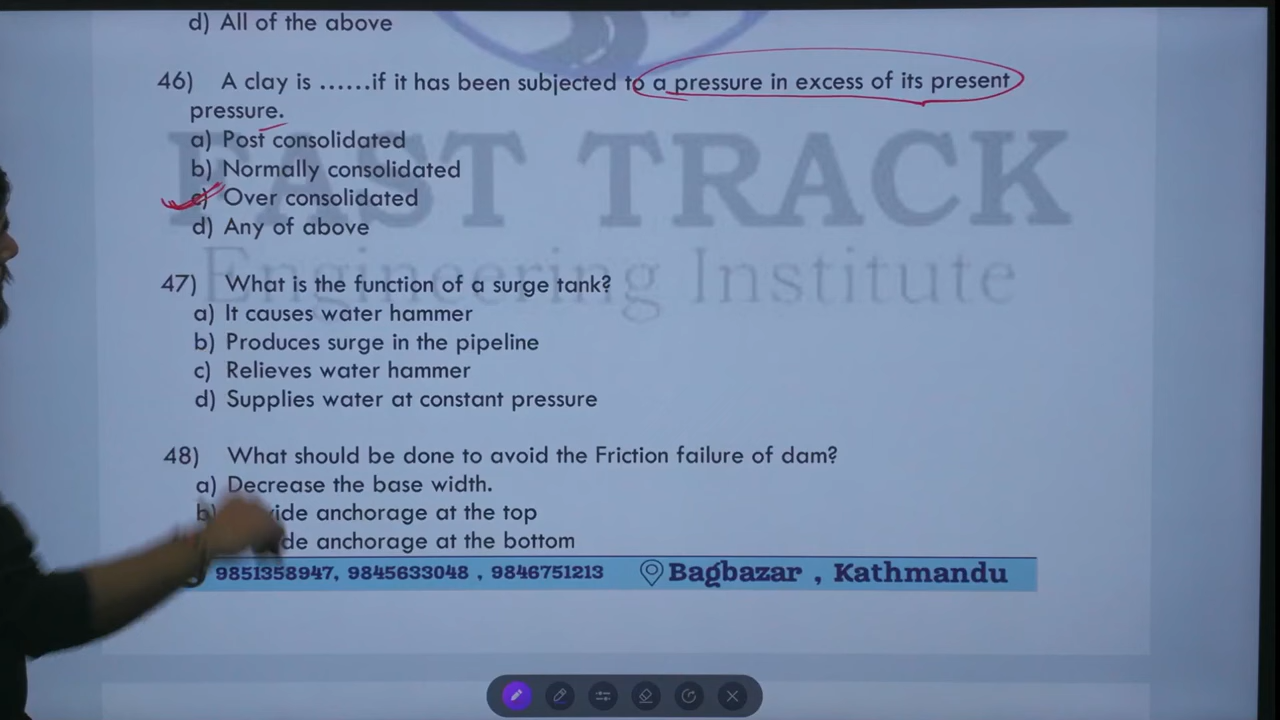 d) All of the above
46) A clay is ......if it has been subjected to a pressure in excess of its present
pressure.
a) Post consolidated
b) Normally consolidated
c) Over consolidated
d) Any of above
FAST TRACK
Engineering Institute
47) What is the function of a surge tank?
a) It causes water hammer
b) Produces surge in the pipeline
c) Relieves water hammer
d) Supplies water at constant pressure
48) What should be done to avoid the Friction failure of dam?
a) Decrease the base width.
b) anchorage at the top
anchorage at the bottom
9851358947, 9845633048 , 9846751213 Bagbazar , Kathmandu